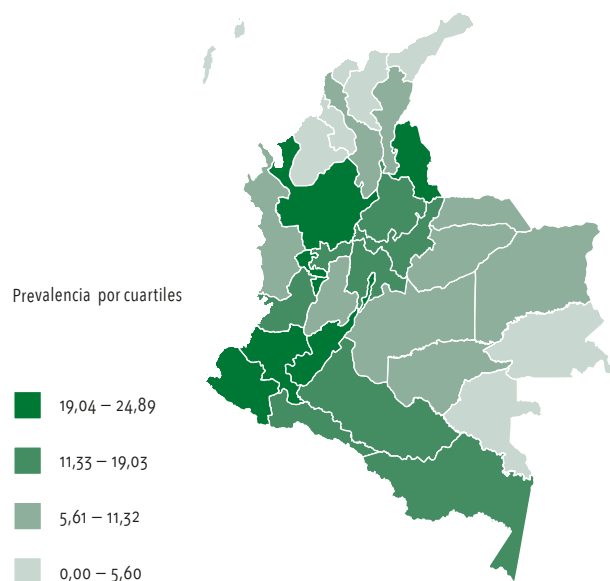 Prevalencia por cuartiles
19,04 – 24,89
11,33 – 19,03
5,61 – 11,32
0,00 – 5,60